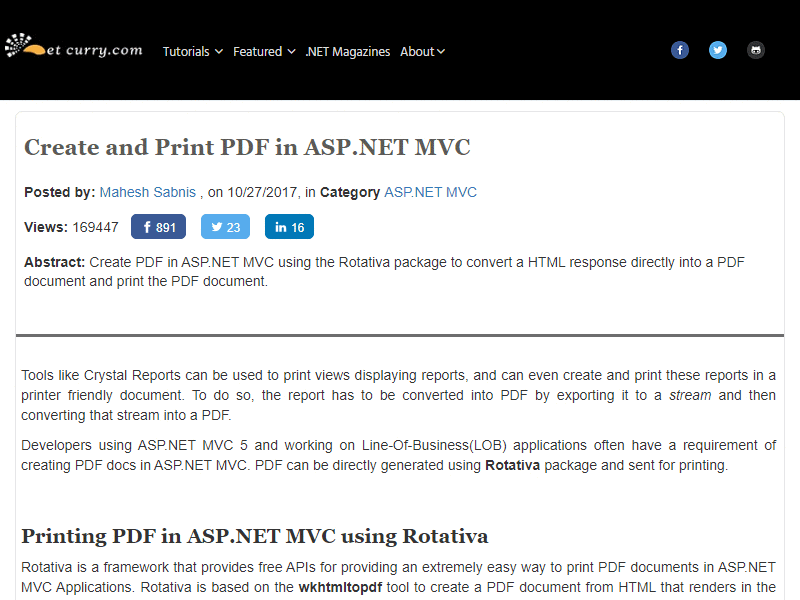 et curry.com
Tutorials Featured .NET Magazines About
Create and Print PDF in ASP.NET MVC
Posted by: Mahesh Sabnis , on 10/27/2017, in Category ASP.NET MVC
Views: 169447 891 23 16
Abstract: Create PDF in ASP.NET MVC using the Rotativa package to convert a HTML response directly into a PDF
document and print the PDF document.
Tools like Crystal Reports can be used to print views displaying reports, and can even create and print these reports in a
printer friendly document. To do so, the report has to be converted into PDF by exporting it to a stream and then
converting that stream into a PDF.
Developers using ASP.NET MVC 5 and working on Line-Of-Business(LOB) applications often have a requirement of
creating PDF docs in ASP.NET MVC. PDF can be directly generated using Rotativa package and sent for printing.
Printing PDF in ASP.NET MVC using Rotativa
Rotativa is a framework that provides free APIs for providing an extremely easy way to print PDF documents in ASP.NET
MVC Applications. Rotativa is based on the wkhtmltopdf tool to create a PDF document from HTML that renders in the